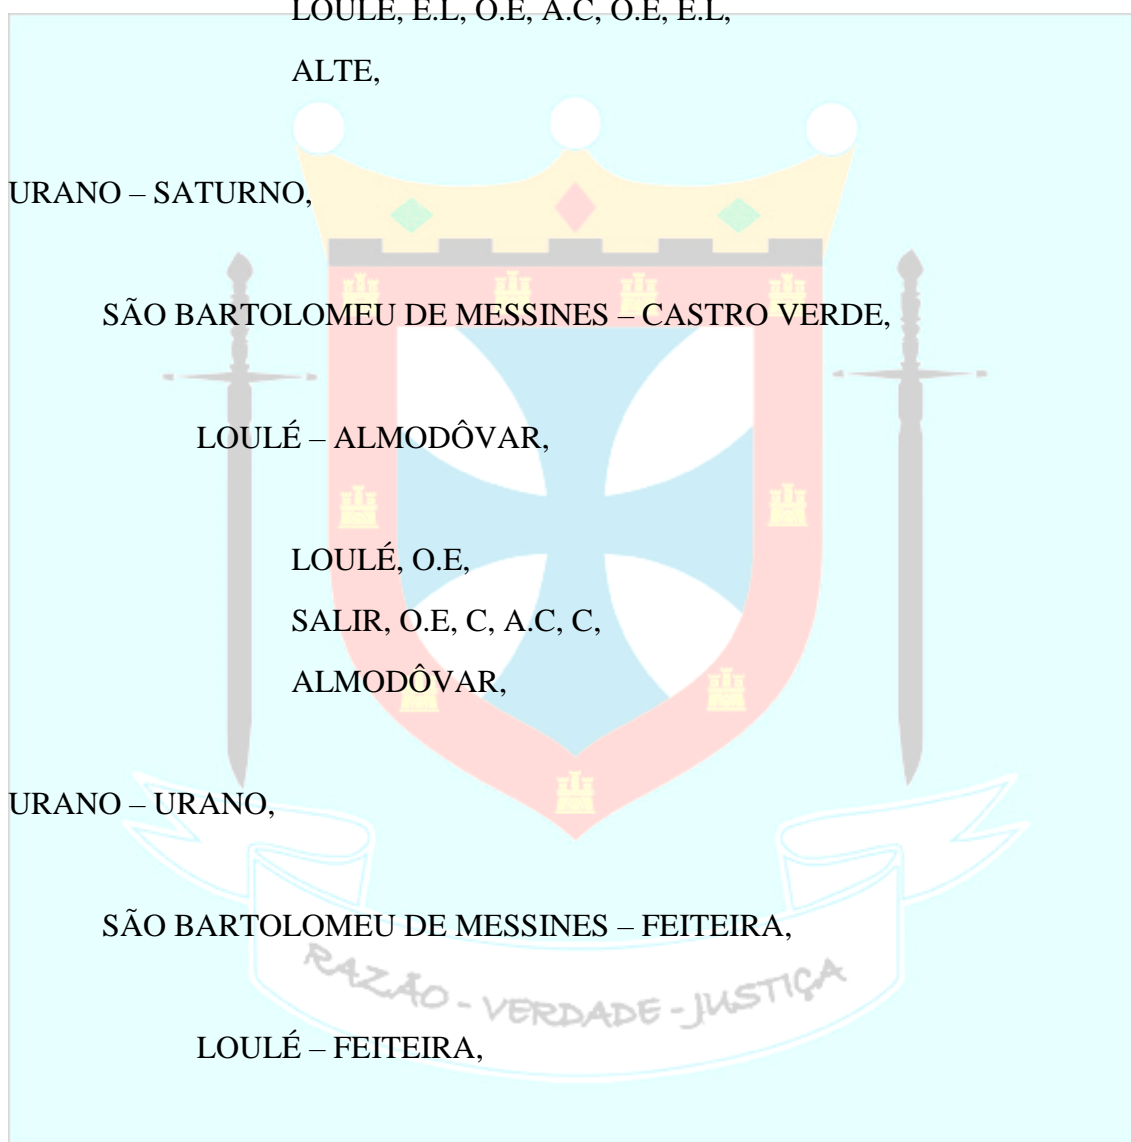 LOULÉ, E.L, O.E, A.C, O.E, E.L,
ALTE,
URANO – SATURNO,
SÃO BARTOLOMEU DE MESSINES – CASTRO VERDE,
LOULÉ – ALMODÔVAR,
LOULÉ, O.E,
SALIR, O.E, C, A.C, C,
ALMODÔVAR,
URANO – URANO,
SÃO BARTOLOMEU DE MESSINES – FEITEIRA,
RAZÃO - VERDADE - JUSTIÇA
LOULÉ – FEITEIRA,